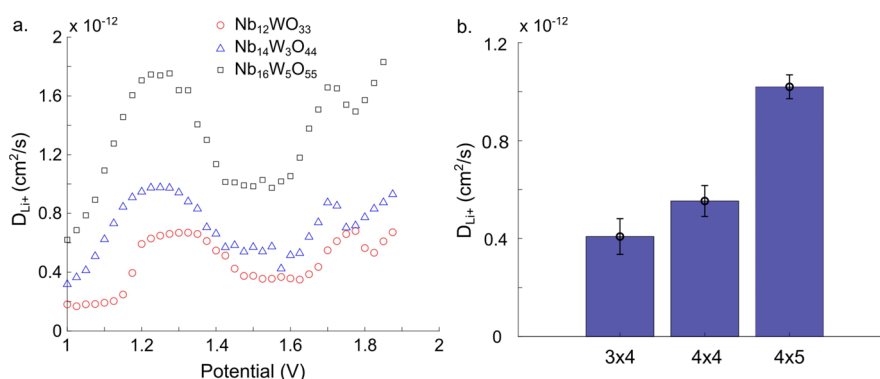 a.
x 10⁻¹²
Nb₁₂WO₃₃
Nb₁₄W₃O₄₄
Nb₁₆W₅O₅₅
D_Li+ (cm²/s)
2
1.6
1.2
0.8
0.4
0
1 1.2 1.4 1.6 1.8 2
Potential (V)
b.
x 10⁻¹²
D_Li+ (cm²/s)
1.2
0.8
0.4
0
3x4 4x4 4x5